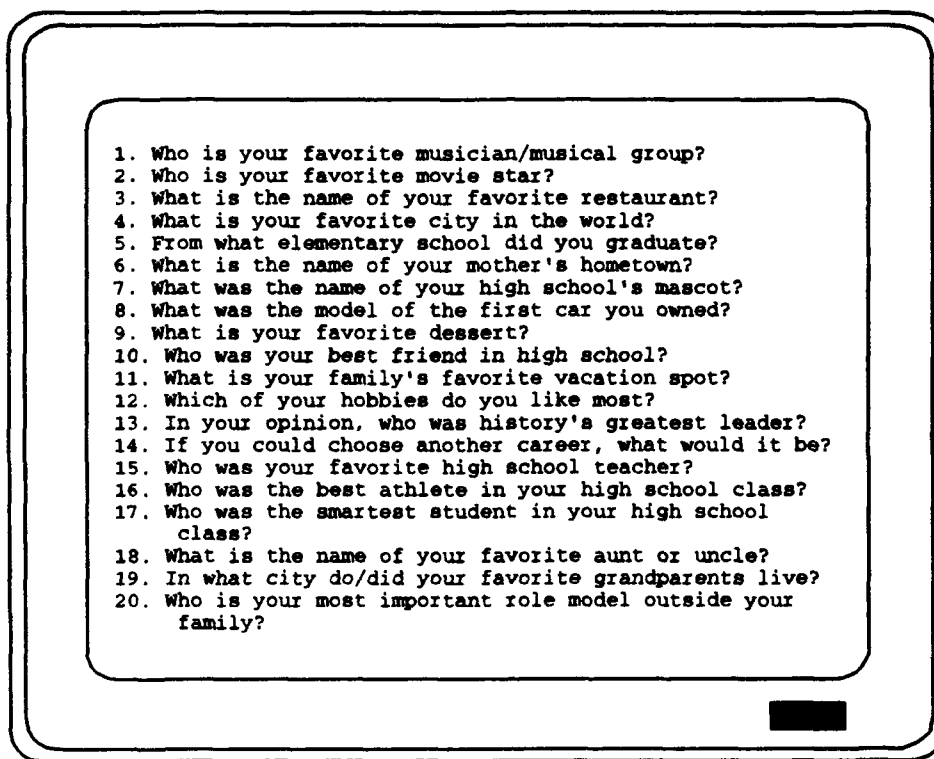 1. Who is your favorite musician/musical group?
2. Who is your favorite movie star?
3. What is the name of your favorite restaurant?
4. What is your favorite city in the world?
5. From what elementary school did you graduate?
6. What is the name of your mother's hometown?
7. What was the name of your high school's mascot?
8. What was the model of the first car you owned?
9. What is your favorite dessert?
10. Who was your best friend in high school?
11. What is your family's favorite vacation spot?
12. Which of your hobbies do you like most?
13. In your opinion, who was history's greatest leader?
14. If you could choose another career, what would it be?
15. Who was your favorite high school teacher?
16. Who was the best athlete in your high school class?
17. Who was the smartest student in your high school
class?
18. What is the name of your favorite aunt or uncle?
19. In what city do/did your favorite grandparents live?
20. Who is your most important role model outside your
family?